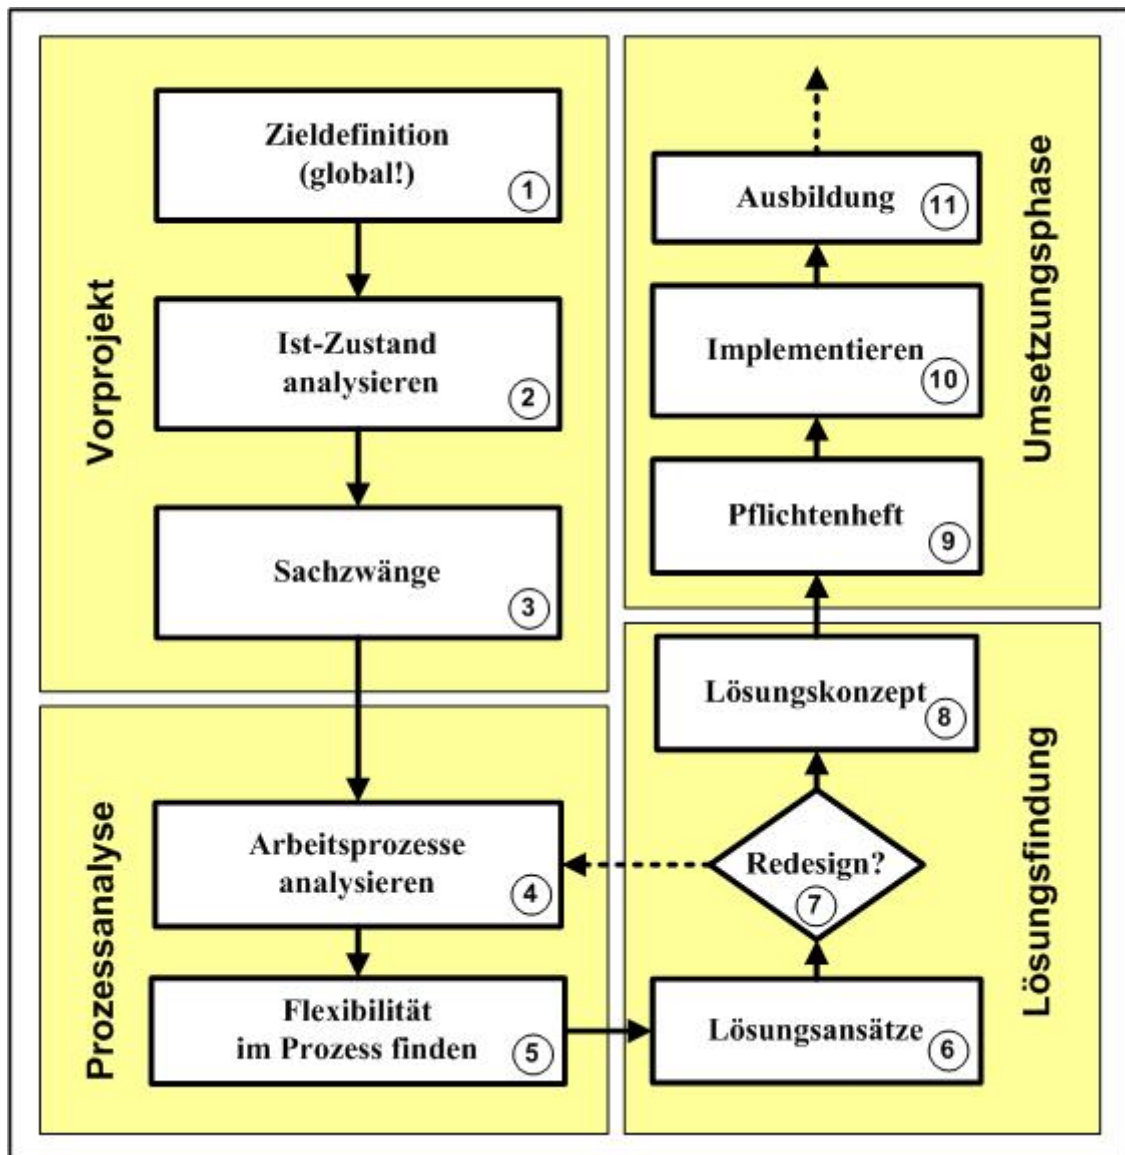 Vorprojekt
Zieldefinition
(global!)
1
Ist-Zustand
analysieren
2
Sachzwänge
3
Prozessanalyse
Arbeitsprozesse
analysieren
4
Flexibilität
im Prozess finden
5
Lösungsfindung
Lösungsansätze
6
Redesign?
7
Lösungskonzept
8
Umsetzungsphase
Pflichtenheft
9
Implementieren
10
Ausbildung
11